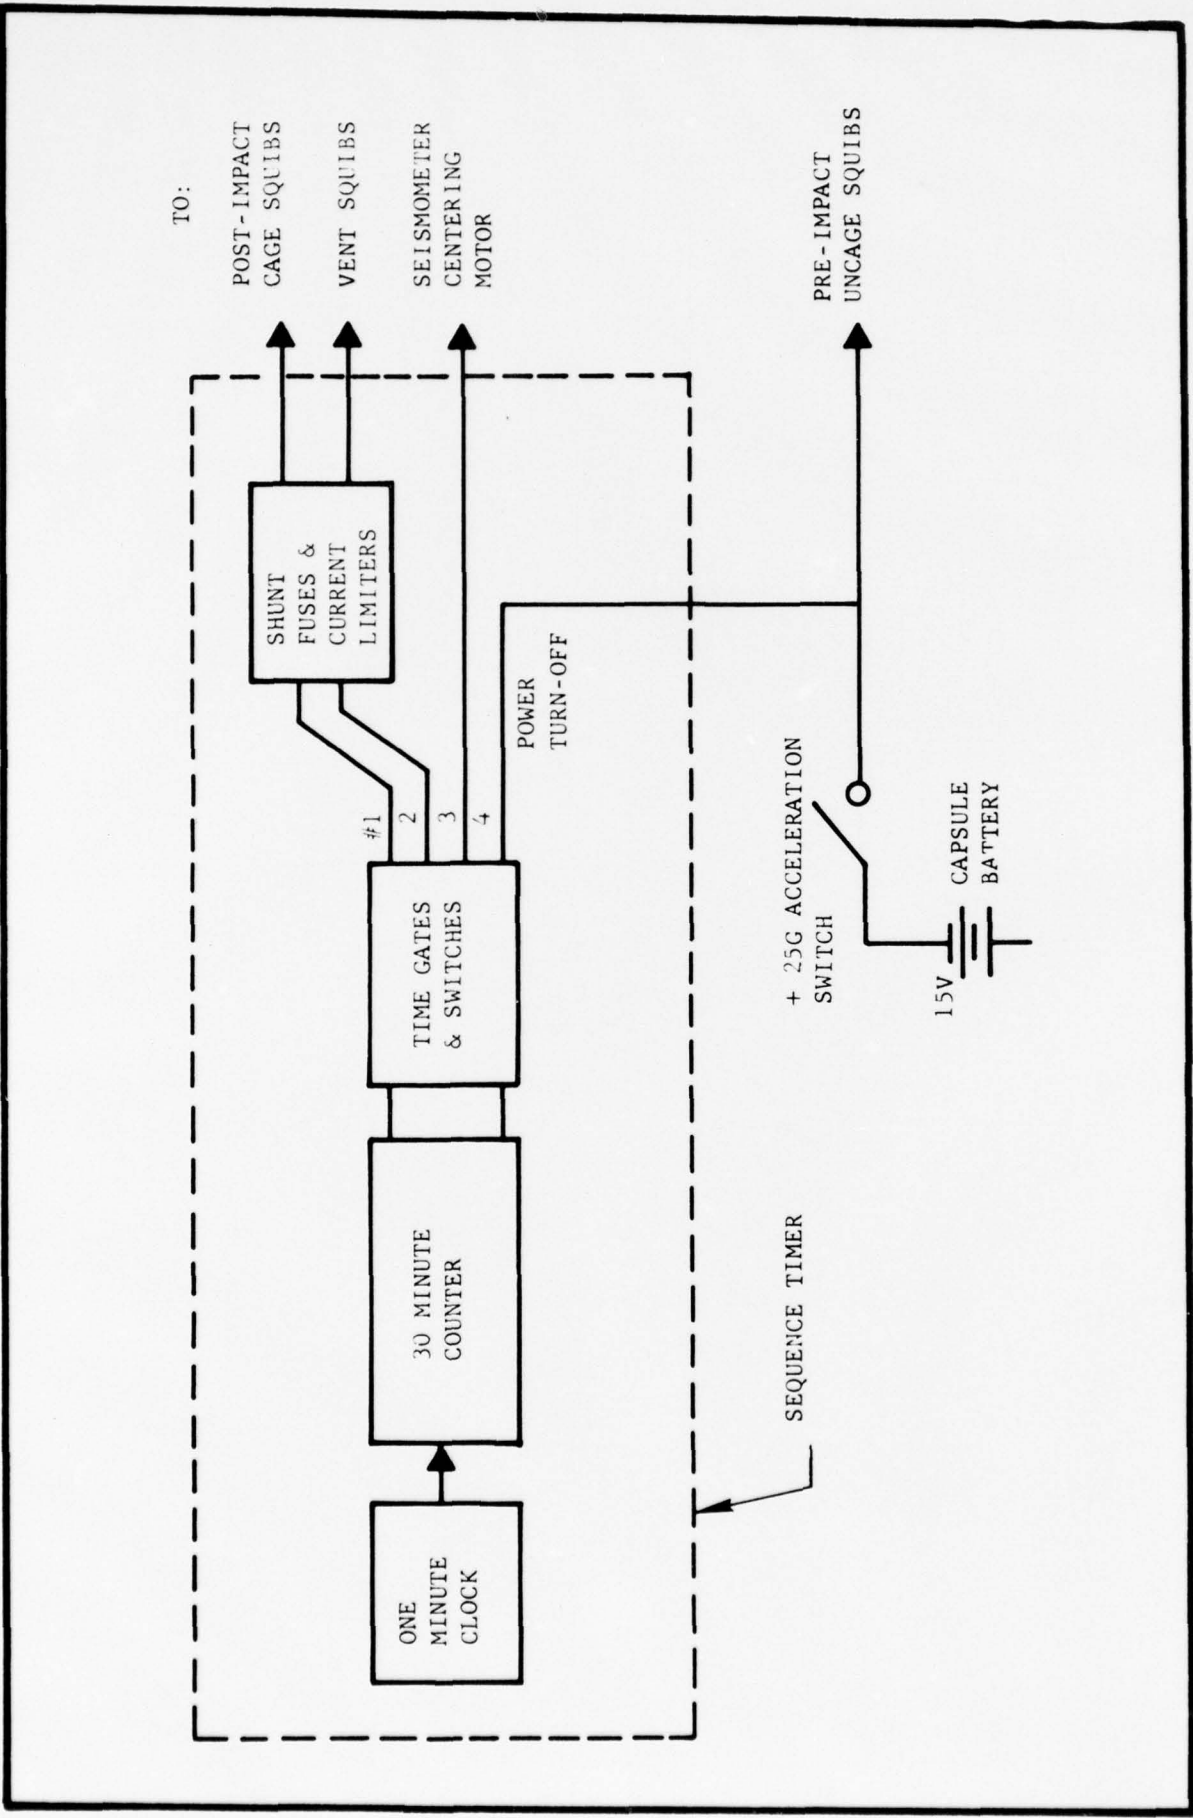 TO:
POST-IMPACT
CAGE SQUIBS
VENT SQUIBS
SEISMOMETER
CENTERING
MOTOR
SHUNT
FUSES &
CURRENT
LIMITERS
#1
2
3
4
POWER
TURN-OFF
ONE
MINUTE
CLOCK
30 MINUTE
COUNTER
TIME GATES
& SWITCHES
PRE-IMPACT
UNCAGE SQUIBS
+ 25G ACCELERATION
SWITCH
15V
CAPSULE
BATTERY
SEQUENCE TIMER